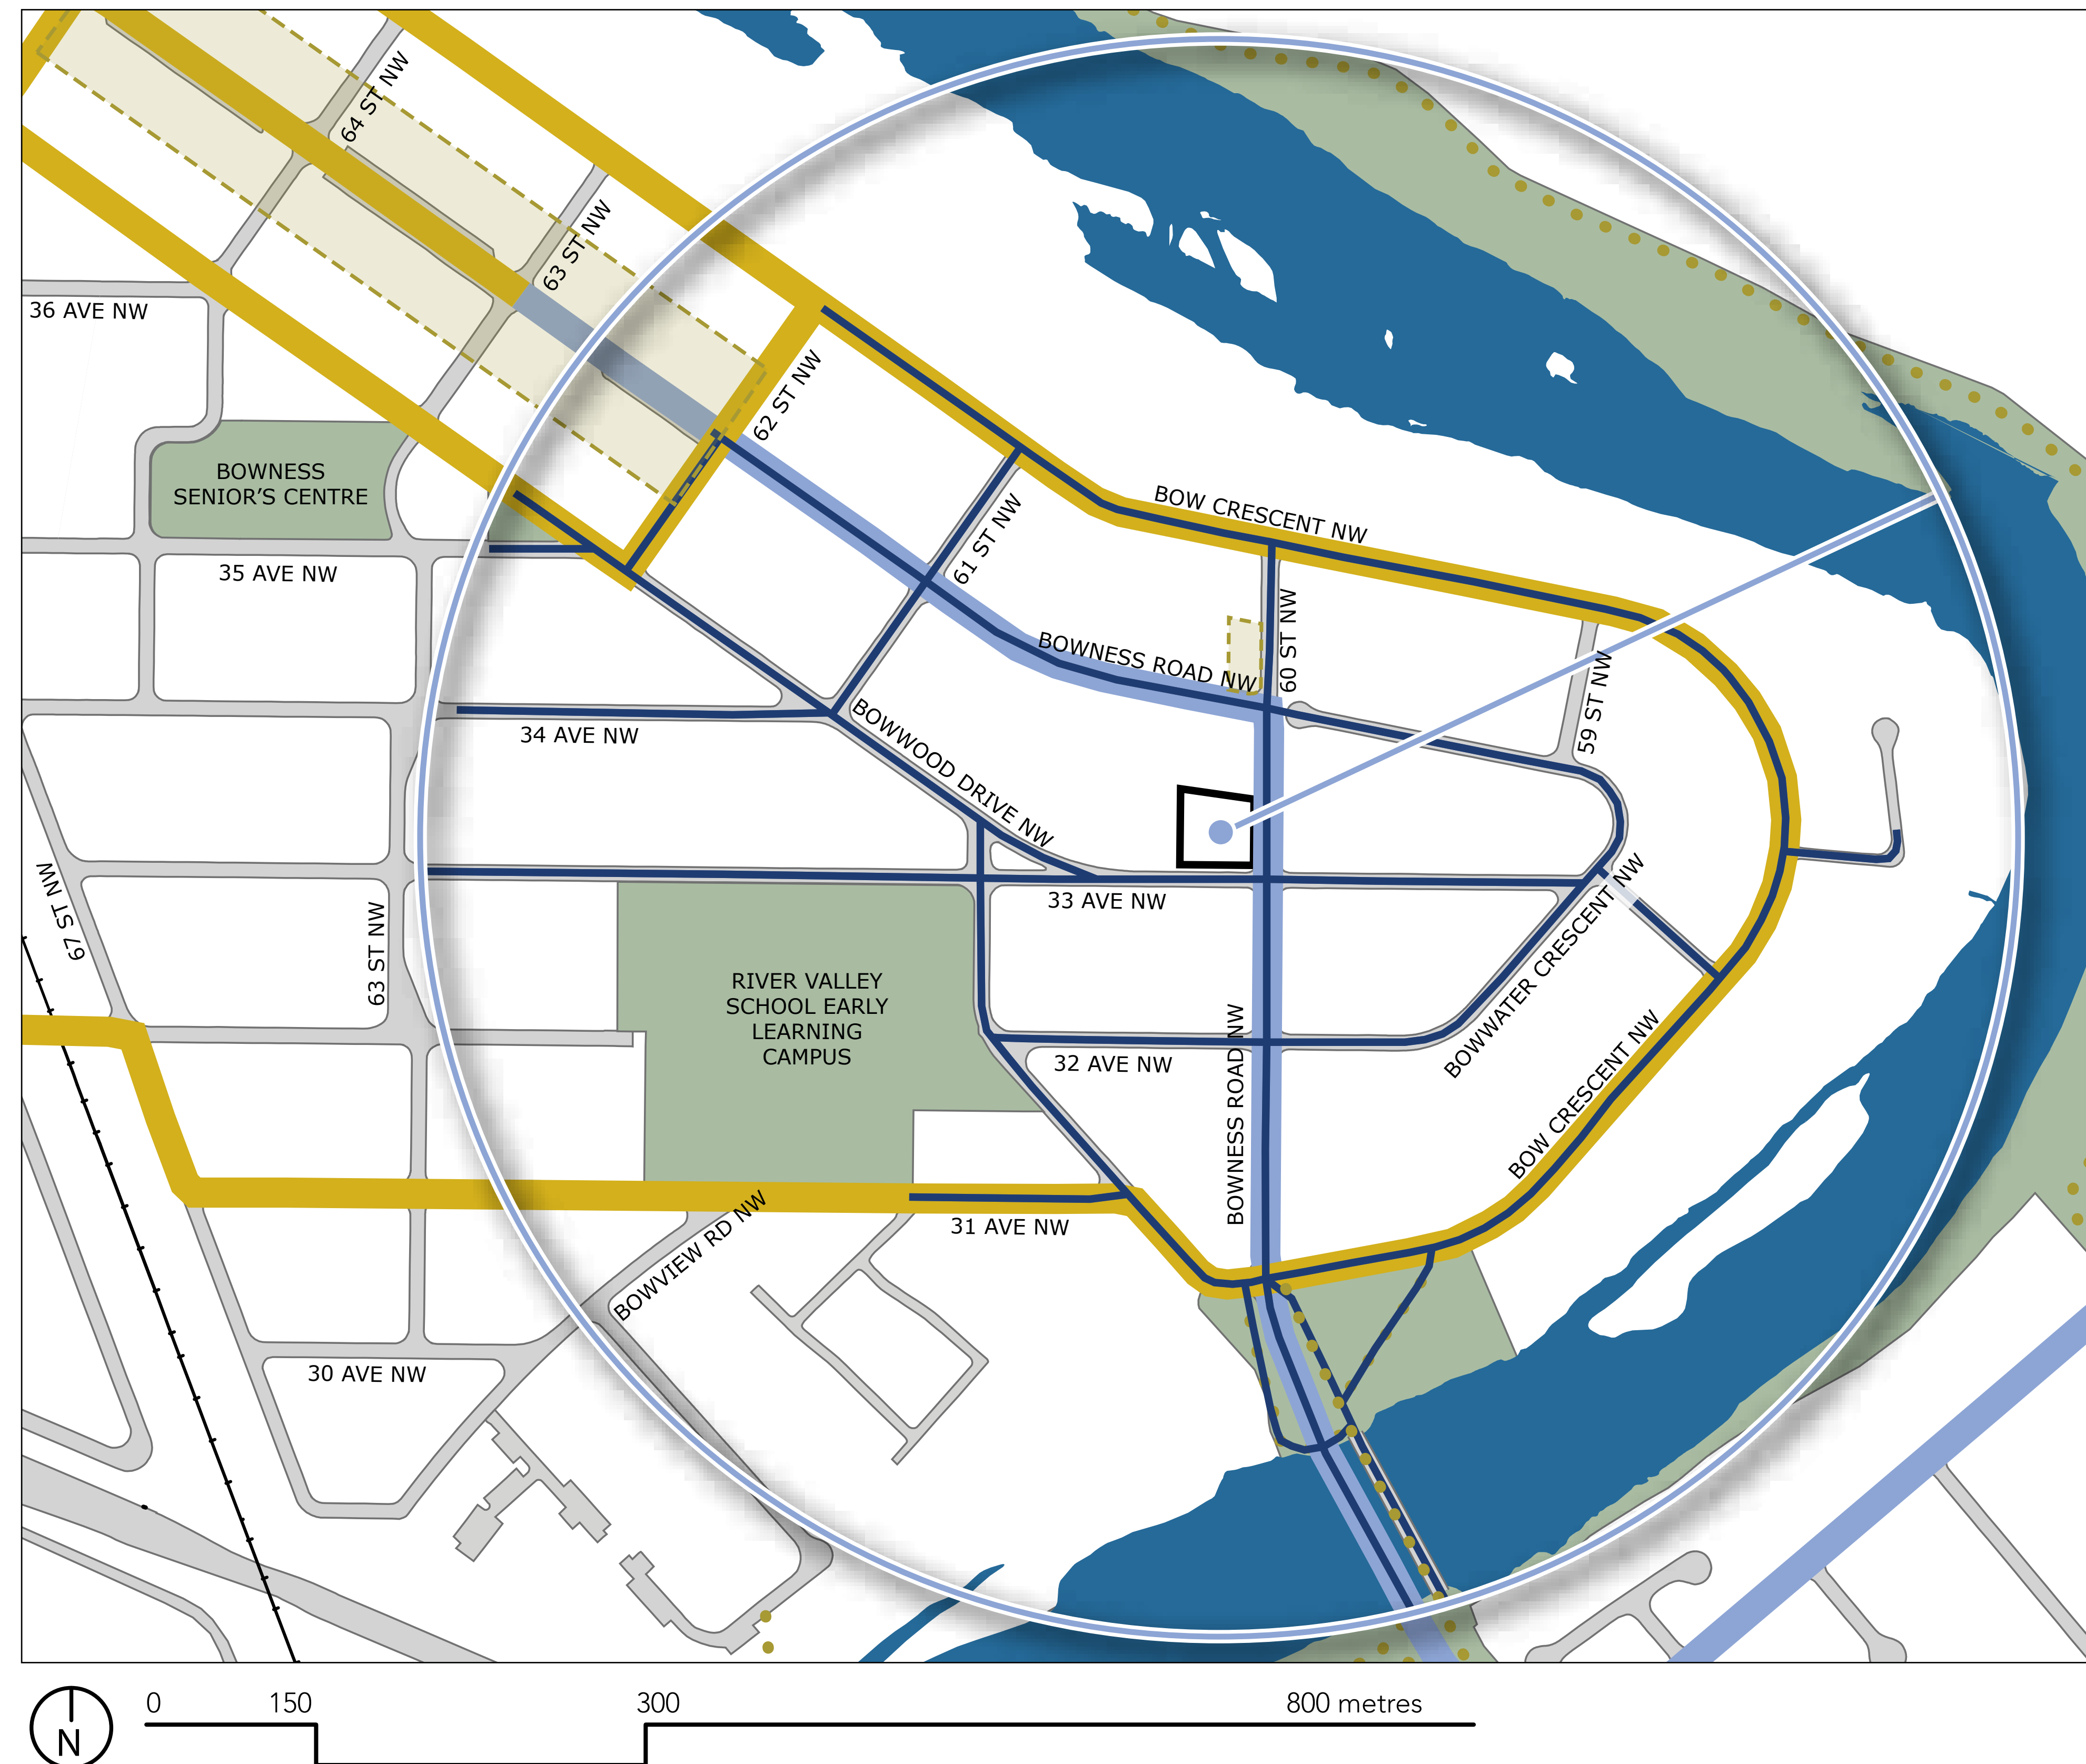 64 ST NW
63 ST NW
36 AVE NW
62 ST NW
BOWNESS
SENIOR’S CENTRE
BOW CRESCENT NW
61 ST NW
35 AVE NW
60 ST NW
BOWNESS ROAD NW
59 ST NW
34 AVE NW
BOWWOOD DRIVE NW
67 ST NW
63 ST NW
33 AVE NW
BOWWATER CRESCENT NW
RIVER VALLEY
SCHOOL EARLY
LEARNING
CAMPUS
32 AVE NW
BOWNESS ROAD NW
BOW CRESCENT NW
31 AVE NW
BOWVIEW RD NW
30 AVE NW
N
0 150 300 800 metres